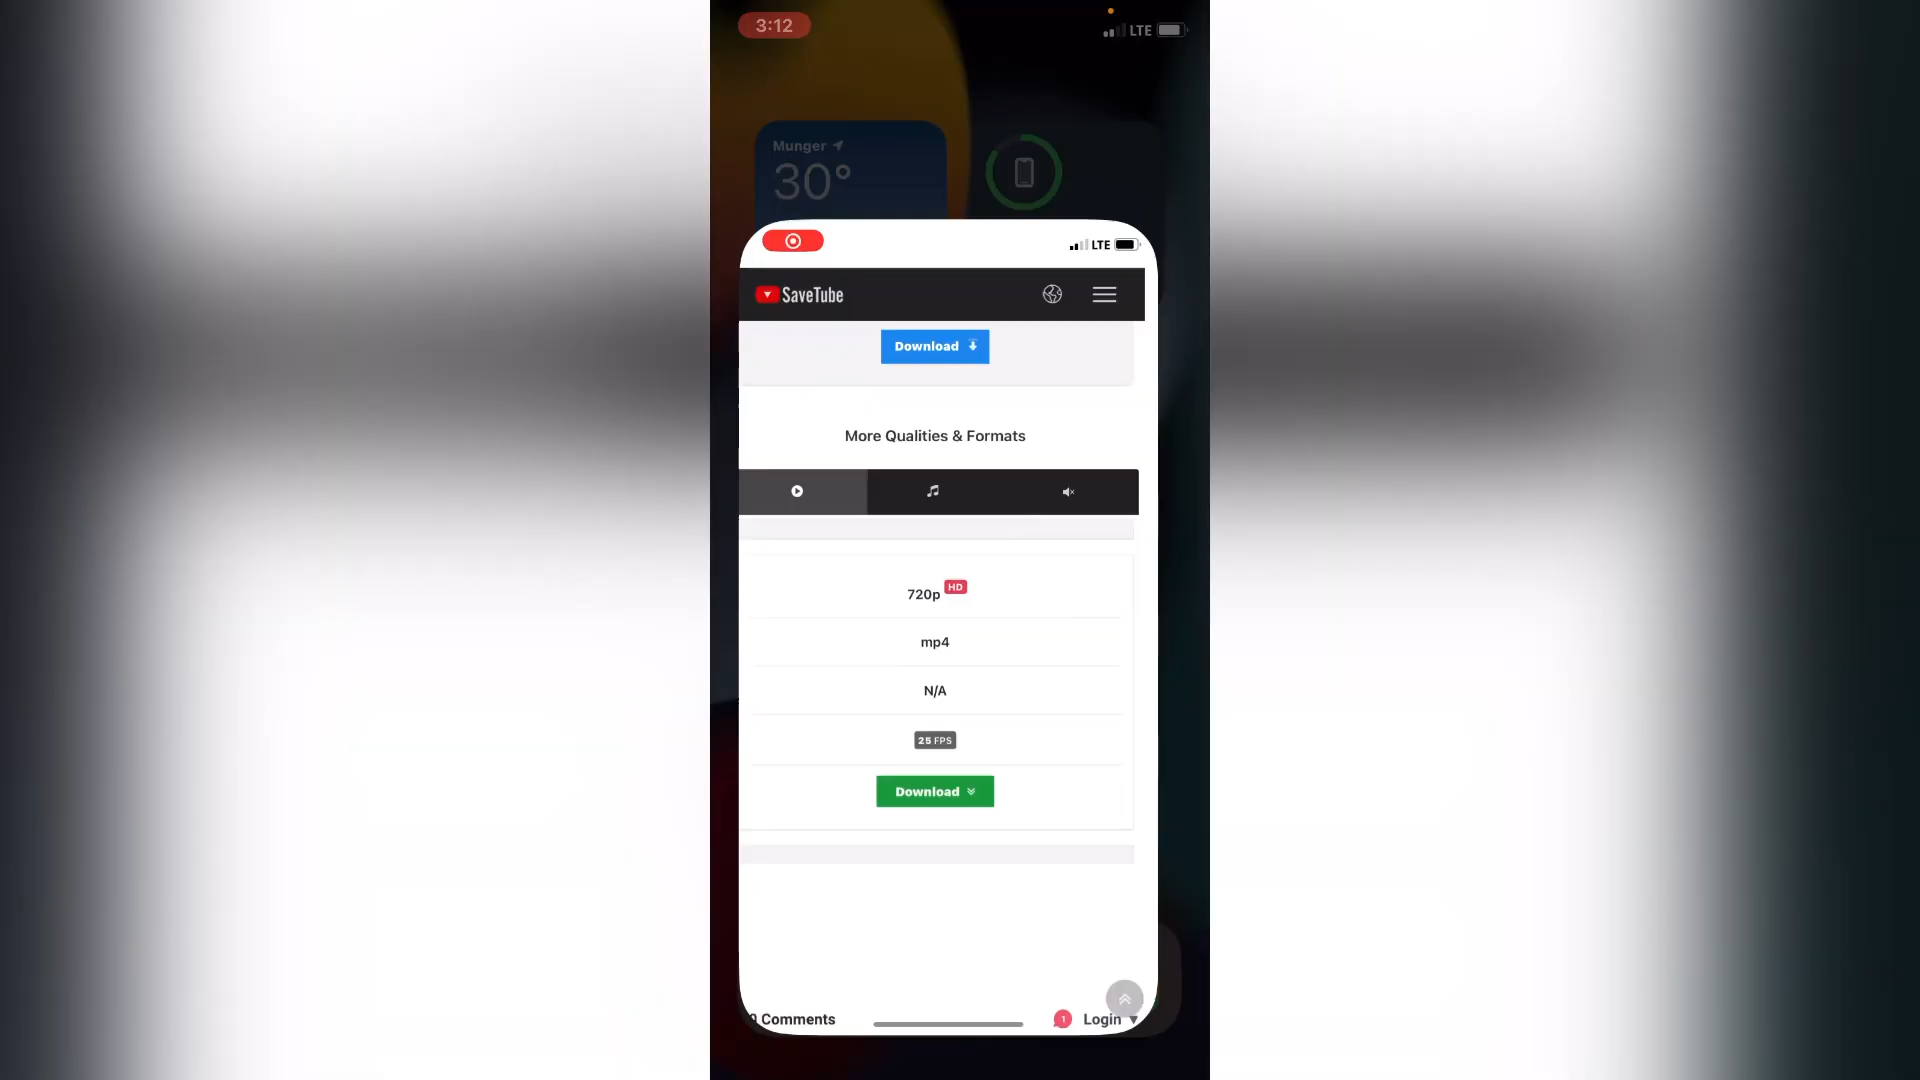 3:12
LTE
Munger
30°
LTE
SaveTube
Download
More Qualities & Formats
720p HD
mp4
N/A
25 FPS
Download
Comments
1 Login